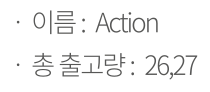 · 이름 : Action
· 총 출고량 : 26,27